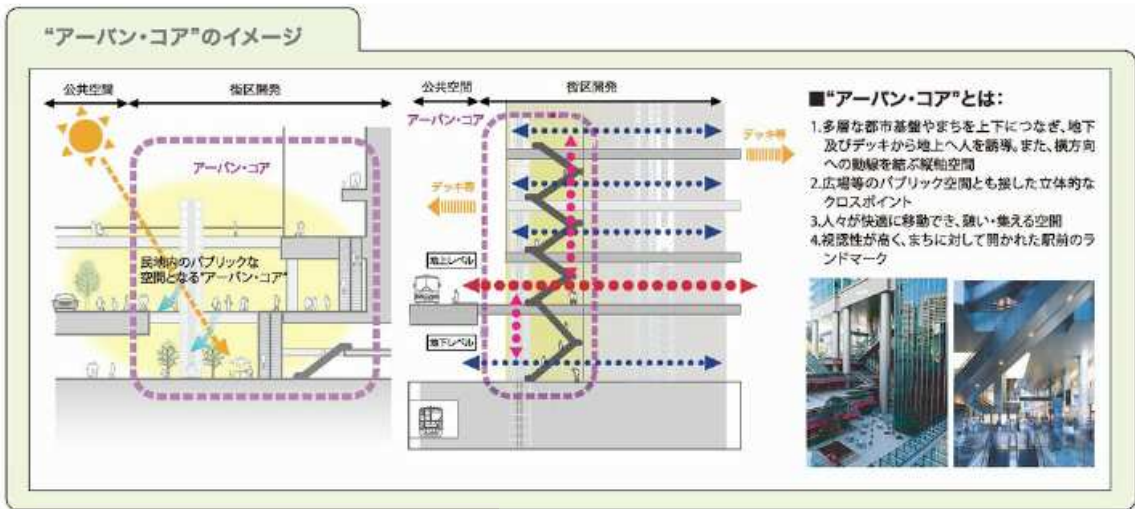 “アーバン・コア”のイメージ
公共空間
街区開発
アーバン・コア
民地内のパブリックな
空間となる“アーバン・コア”
公共空間
街区開発
アーバン・コア
デッキ等
デッキ等
地上レベル
地下レベル
■“アーバン・コア”とは:
1.多層な都市基盤やまちを上下につなぎ、地下
及びデッキから地上へ人を誘導。また、横方向
への動線を結ぶ縦軸空間
2.広場等のパブリック空間とも接した立体的な
クロスポイント
3.人々が快適に移動でき、憩い・集える空間
4.視認性が高く、まちに対して開かれた駅前のラ
ンドマーク